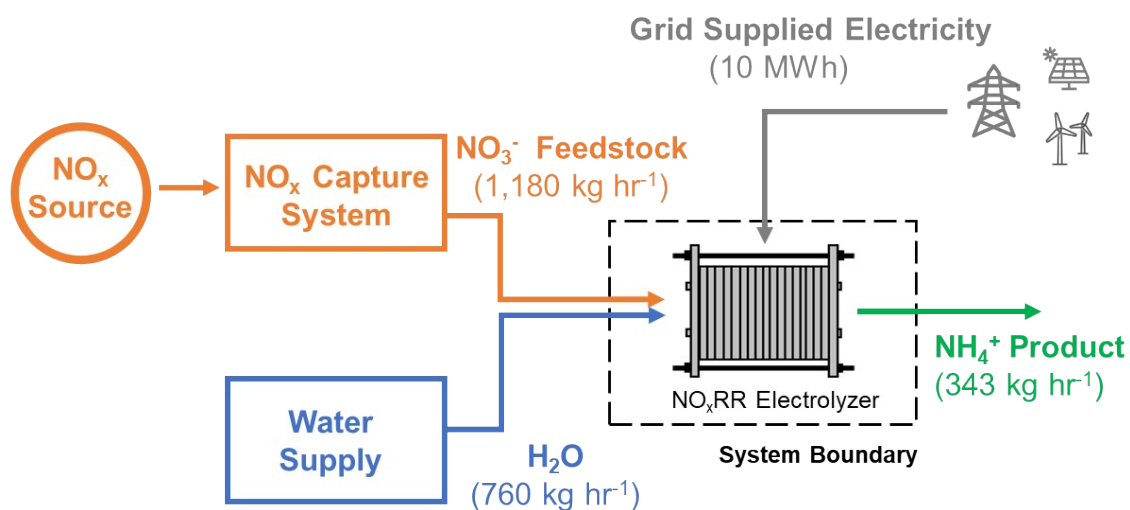 Grid Supplied Electricity
(10 MWh)
NOₓ
Source
NOₓ Capture
System
NO₃⁻ Feedstock
(1,180 kg hr⁻¹)
NOₓRR Electrolyzer
System Boundary
NH₄⁺ Product
(343 kg hr⁻¹)
Water
Supply
H₂O
(760 kg hr⁻¹)